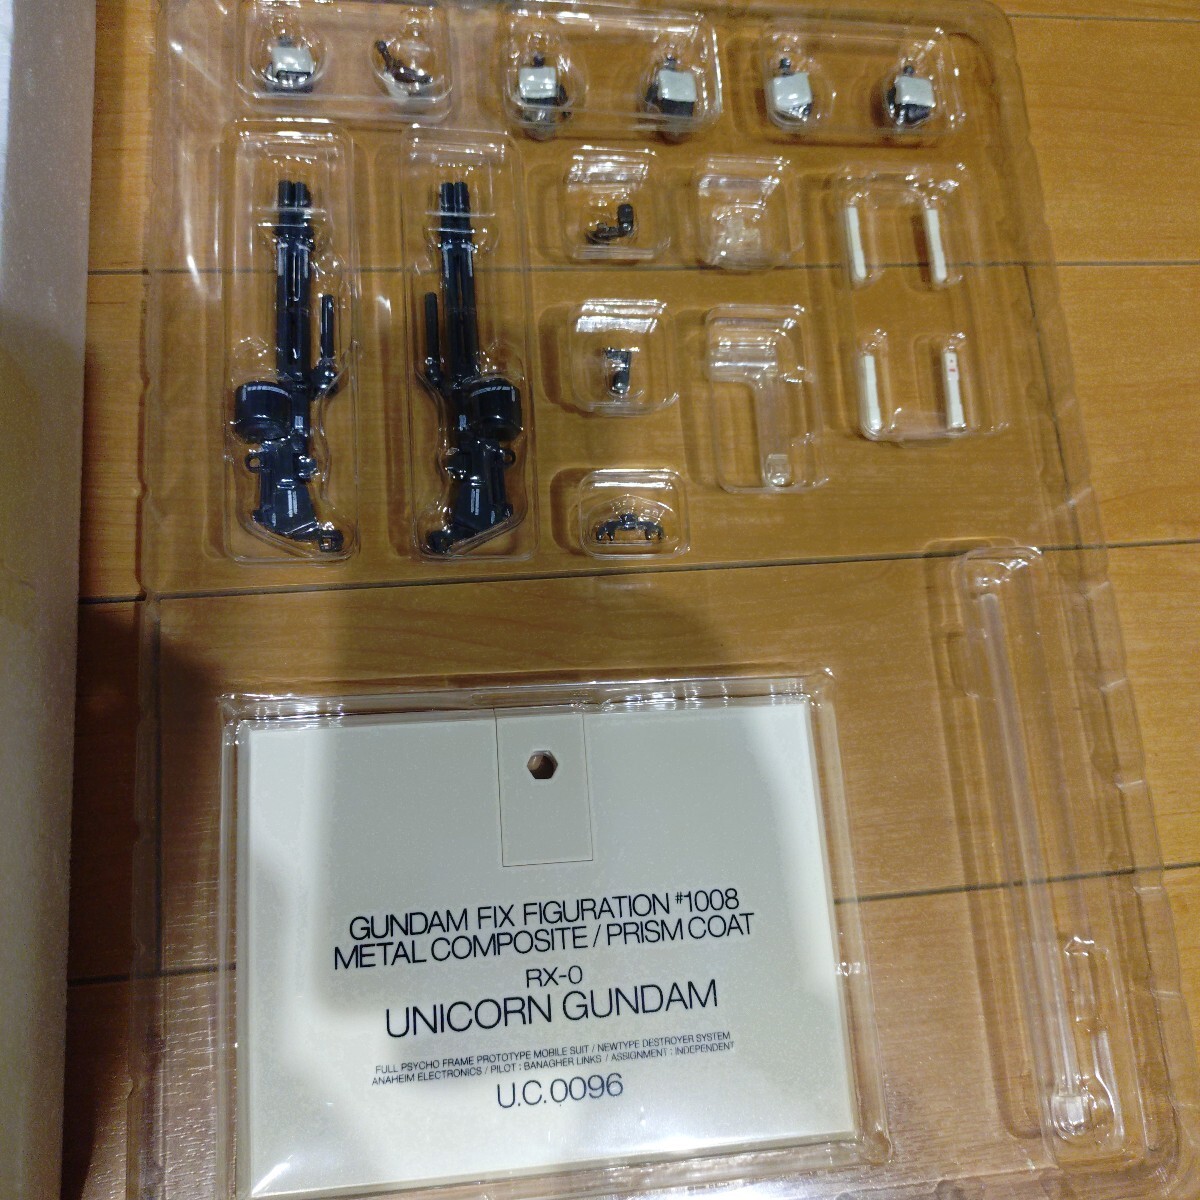 GUNDAM FIX FIGURATION #1008
METAL COMPOSITE / PRISM COAT
RX-0
UNICORN GUNDAM
FULL PSYCHO FRAME PROTOTYPE MOBILE SUIT / NEWTYPE DESTROYER SYSTEM
ANAHEIM ELECTRONICS / PILOT : BANAGHER LINKS / ASSIGNMENT : INDEPENDENT
U.C.0096